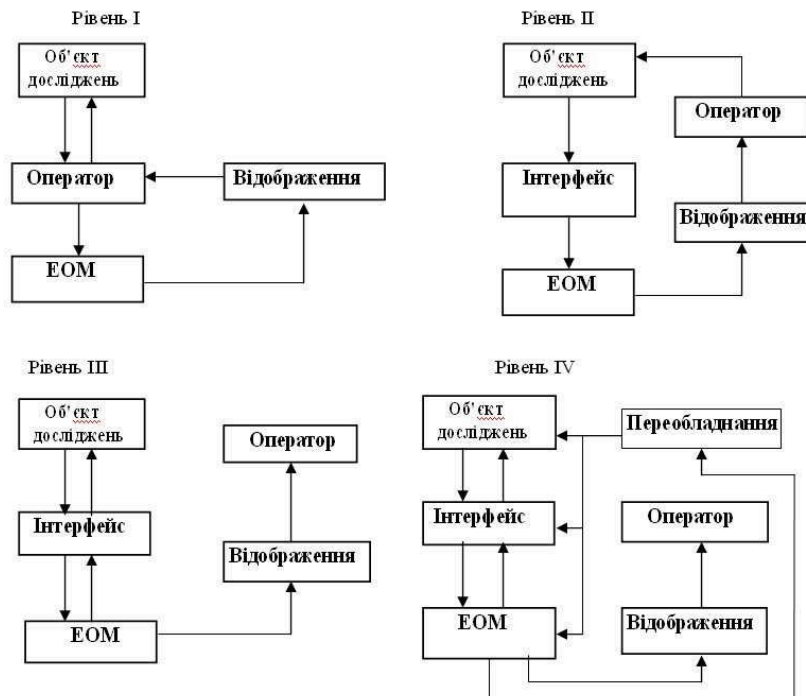 Рівень I
Об’єкт
досліджень
Оператор
Відображення
ЕОМ
Рівень II
Об’єкт
досліджень
Оператор
Інтерфейс
Відображення
ЕОМ
Рівень III
Об’єкт
досліджень
Оператор
Інтерфейс
Відображення
ЕОМ
Рівень IV
Об’єкт
досліджень
Переобладнання
Інтерфейс
Оператор
ЕОМ
Відображення